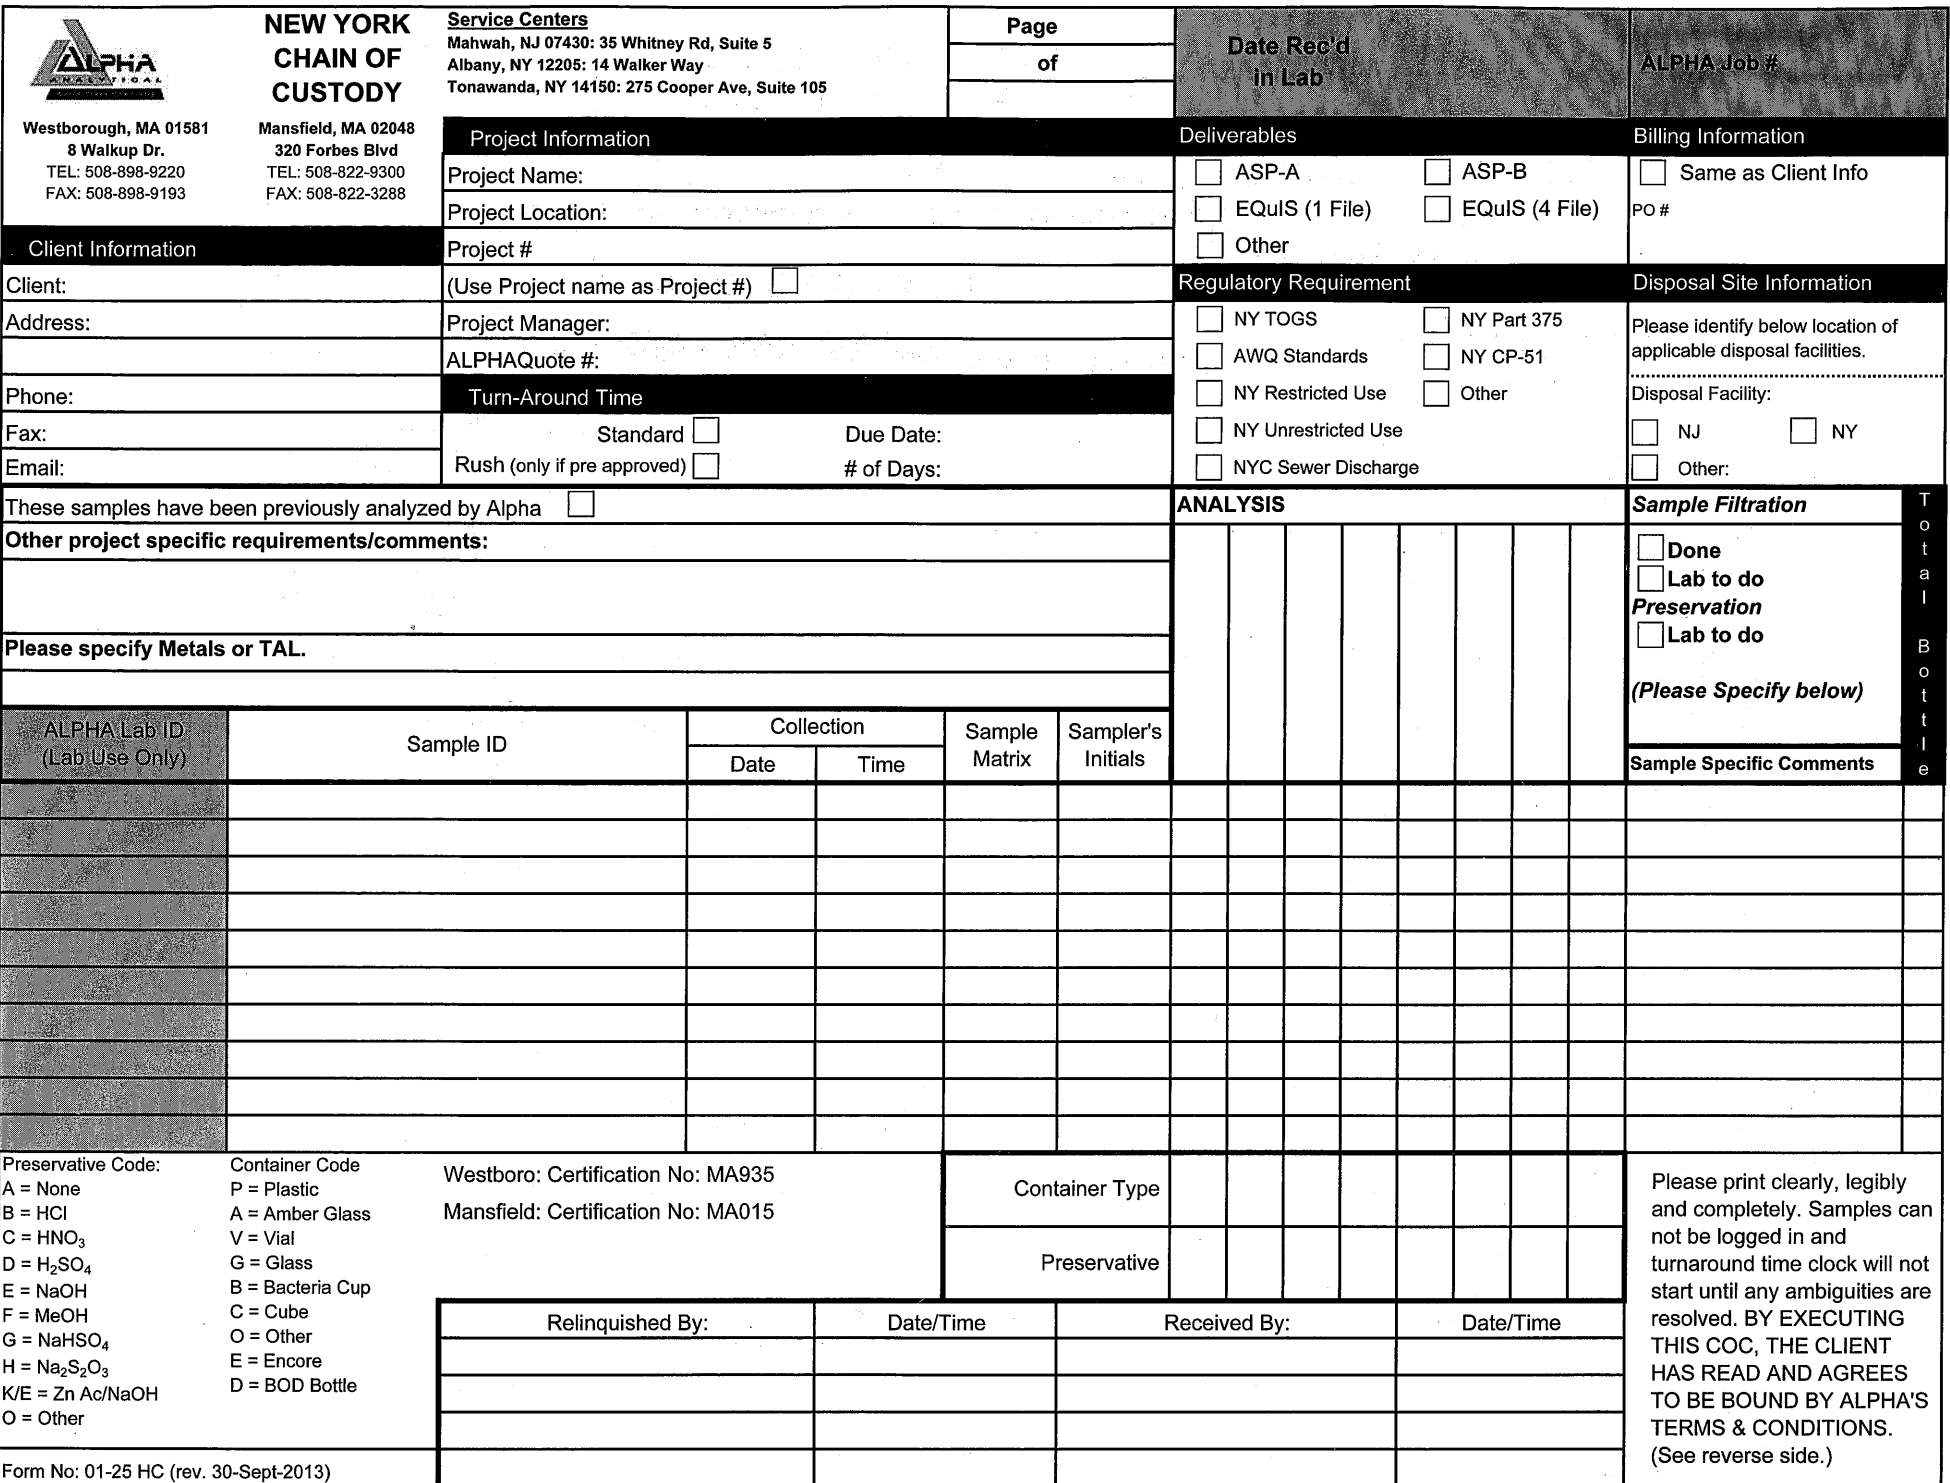 ALPHA
ANALYTICAL
NEW YORK
CHAIN OF
CUSTODY
Westborough, MA 01581
8 Walkup Dr.
TEL: 508-898-9220
FAX: 508-898-9193
Mansfield, MA 02048
320 Forbes Blvd
TEL: 508-822-9300
FAX: 508-822-3288
Service Centers
Mahwah, NJ 07430: 35 Whitney Rd, Suite 5
Albany, NY 12205: 14 Walker Way
Tonawanda, NY 14150: 275 Cooper Ave, Suite 105
Page
of
Date Rec'd
in Lab
ALPHA Job #
Project Information
Project Name:
Project Location:
Project #
(Use Project name as Project #)
Project Manager:
ALPHAQuote #:
Deliverables
ASP-A
ASP-B
EQuIS (1 File)
EQuIS (4 File)
Other
Billing Information
Same as Client Info
PO #
Client Information
Client:
Address:
Phone:
Fax:
Email:
Turn-Around Time
Standard
Due Date:
Rush (only if pre approved)
# of Days:
Regulatory Requirement
NY TOGS
NY Part 375
AWQ Standards
NY CP-51
NY Restricted Use
Other
NY Unrestricted Use
NYC Sewer Discharge
Disposal Site Information
Please identify below location of
applicable disposal facilities.
Disposal Facility:
NJ
NY
Other:
These samples have been previously analyzed by Alpha
Other project specific requirements/comments:
Please specify Metals or TAL.
ANALYSIS
Sample Filtration
Done
Lab to do
Preservation
Lab to do
(Please Specify below)
Total Bottle
ALPHA Lab ID
(Lab Use Only)
Sample ID
Collection
Date
Time
Sample
Matrix
Sampler's
Initials
Sample Specific Comments
Preservative Code:
A = None
B = HCl
C = HNO3
D = H2SO4
E = NaOH
F = MeOH
G = NaHSO4
H = Na2S2O3
K/E = Zn Ac/NaOH
O = Other
Container Code
P = Plastic
A = Amber Glass
V = Vial
G = Glass
B = Bacteria Cup
C = Cube
O = Other
E = Encore
D = BOD Bottle
Westboro: Certification No: MA935
Mansfield: Certification No: MA015
Container Type
Preservative
Relinquished By:
Date/Time
Received By:
Date/Time
Please print clearly, legibly
and completely. Samples can
not be logged in and
turnaround time clock will not
start until any ambiguities are
resolved. BY EXECUTING
THIS COC, THE CLIENT
HAS READ AND AGREES
TO BE BOUND BY ALPHA'S
TERMS & CONDITIONS.
(See reverse side.)
Form No: 01-25 HC (rev. 30-Sept-2013)